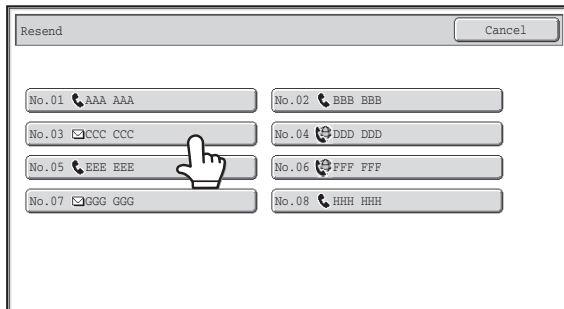 Resend Cancel
No.01 AAA AAA No.02 BBB BBB
No.03 CCC CCC No.04 DDD DDD
No.05 EEE EEE No.06 FFF FFF
No.07 GGG GGG No.08 HHH HHH